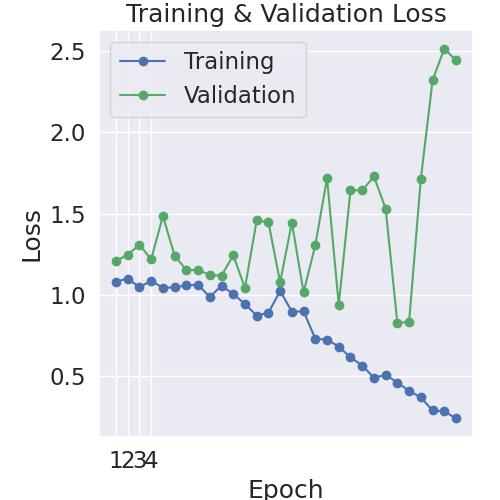 Training & Validation Loss
Training
Validation
2.5
2.0
1.5
1.0
0.5
Loss
1234
Epoch